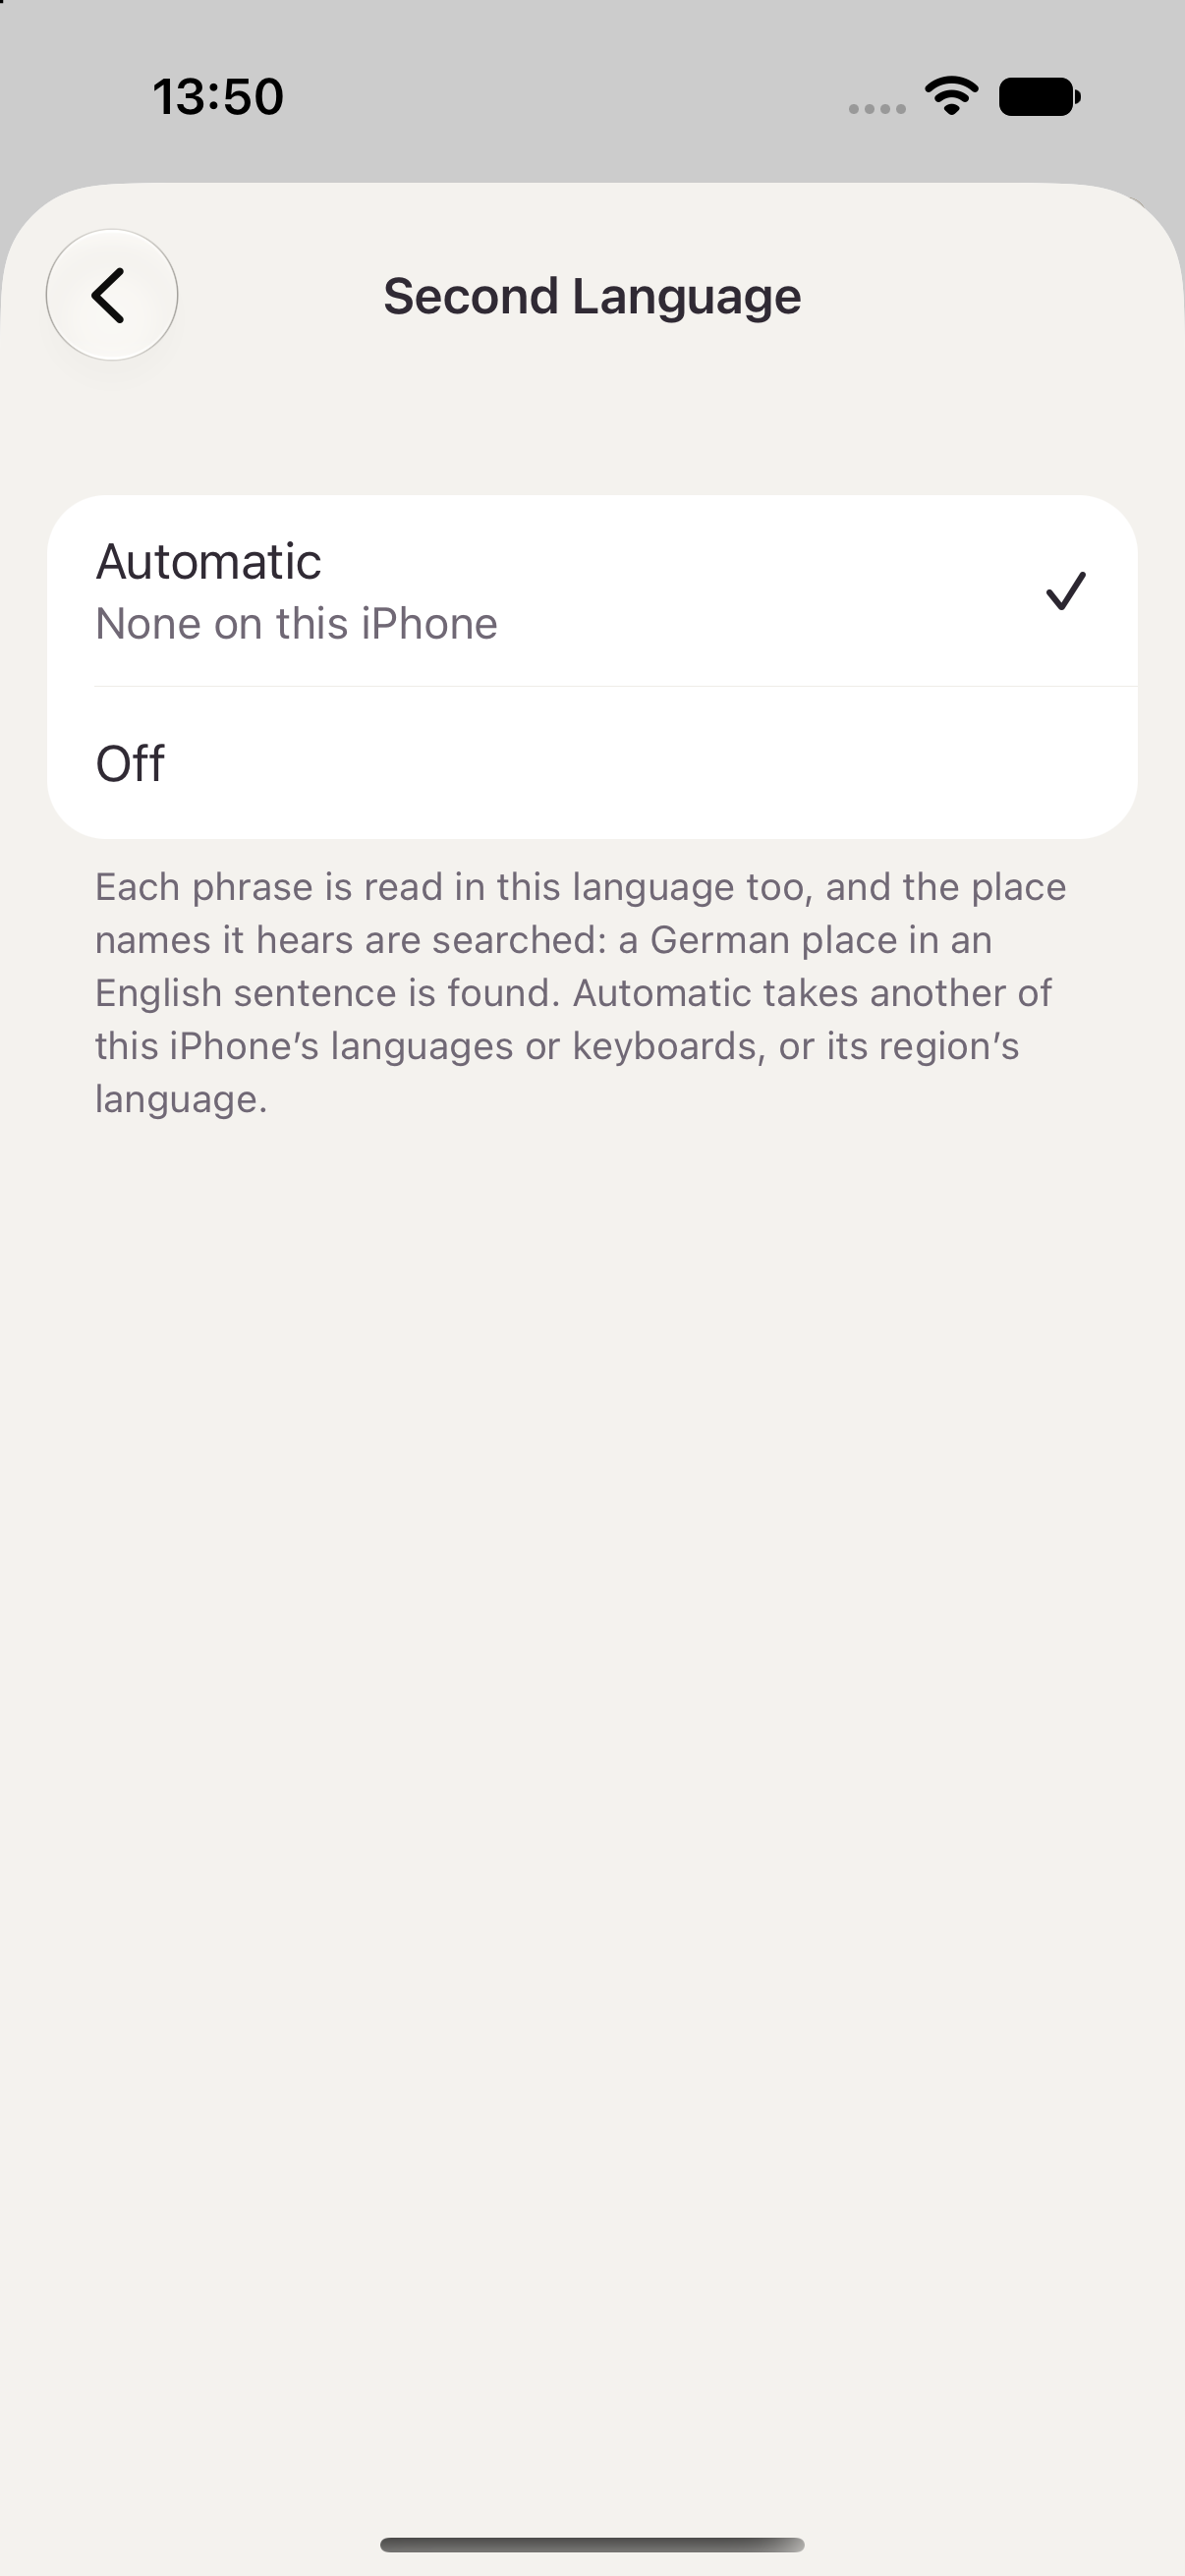 13:50
Second Language
Automatic
None on this iPhone
Off
Each phrase is read in this language too, and the place
names it hears are searched: a German place in an
English sentence is found. Automatic takes another of
this iPhone’s languages or keyboards, or its region’s
language.